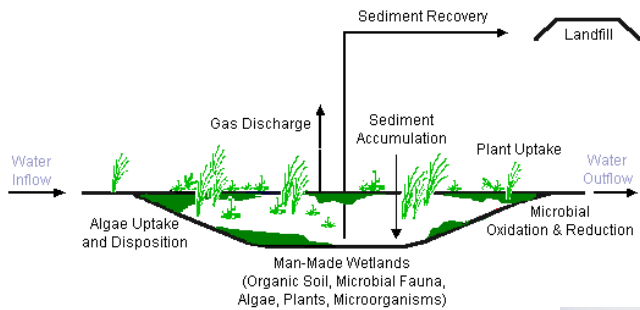 Sediment Recovery
Landfill
Gas Discharge
Sediment
Accumulation
Plant Uptake
Water
Inflow
Water
Outflow
Algae Uptake
and Disposition
Microbial
Oxidation & Reduction
Man-Made Wetlands
(Organic Soil, Microbial Fauna,
Algae, Plants, Microorganisms)